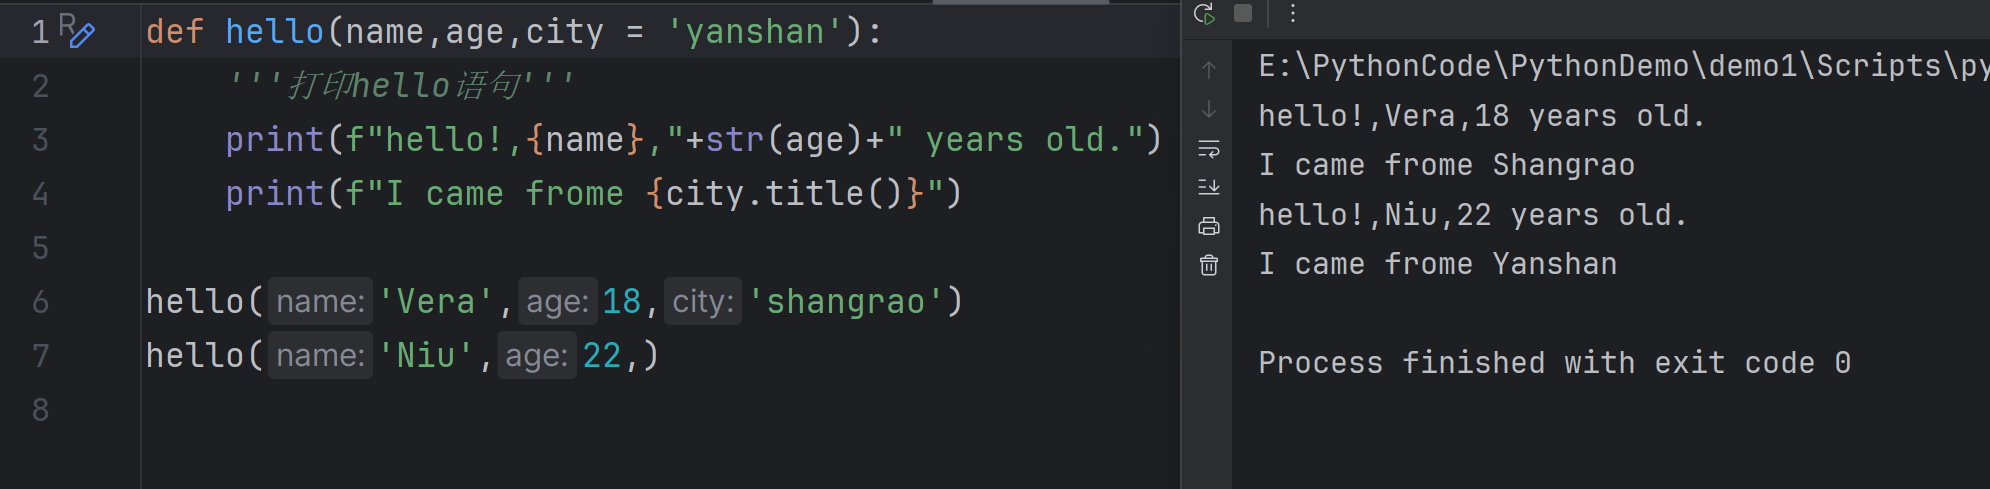 1 def hello(name,age,city = 'yanshan'):
2 '''打印hello语句'''
3 print(f"hello!,{name},"+str(age)+" years old.")
4 print(f"I came frome {city.title()}")
5
6 hello( name: 'Vera', age: 18, city: 'shangrao')
7 hello( name: 'Niu', age: 22,)
8
E:\PythonCode\PythonDemo\demo1\Scripts\py
hello!,Vera,18 years old.
I came frome Shangrao
hello!,Niu,22 years old.
I came frome Yanshan
Process finished with exit code 0